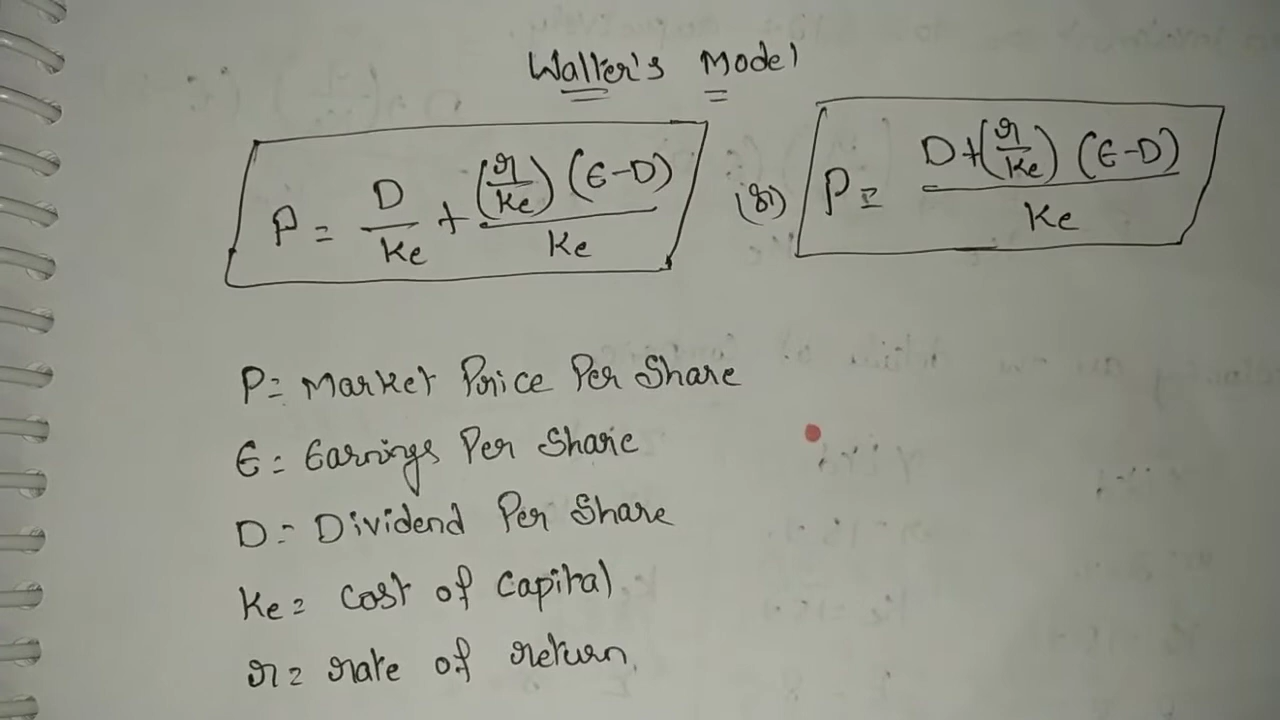 Walter's Model
P = D/Ke + (r/Ke) (E-D)/Ke (or) P = D+(r/Ke) (E-D)/Ke
P = Market Price Per Share
E = Earnings Per Share
D = Dividend Per Share
Ke = Cost of Capital
r = rate of return.